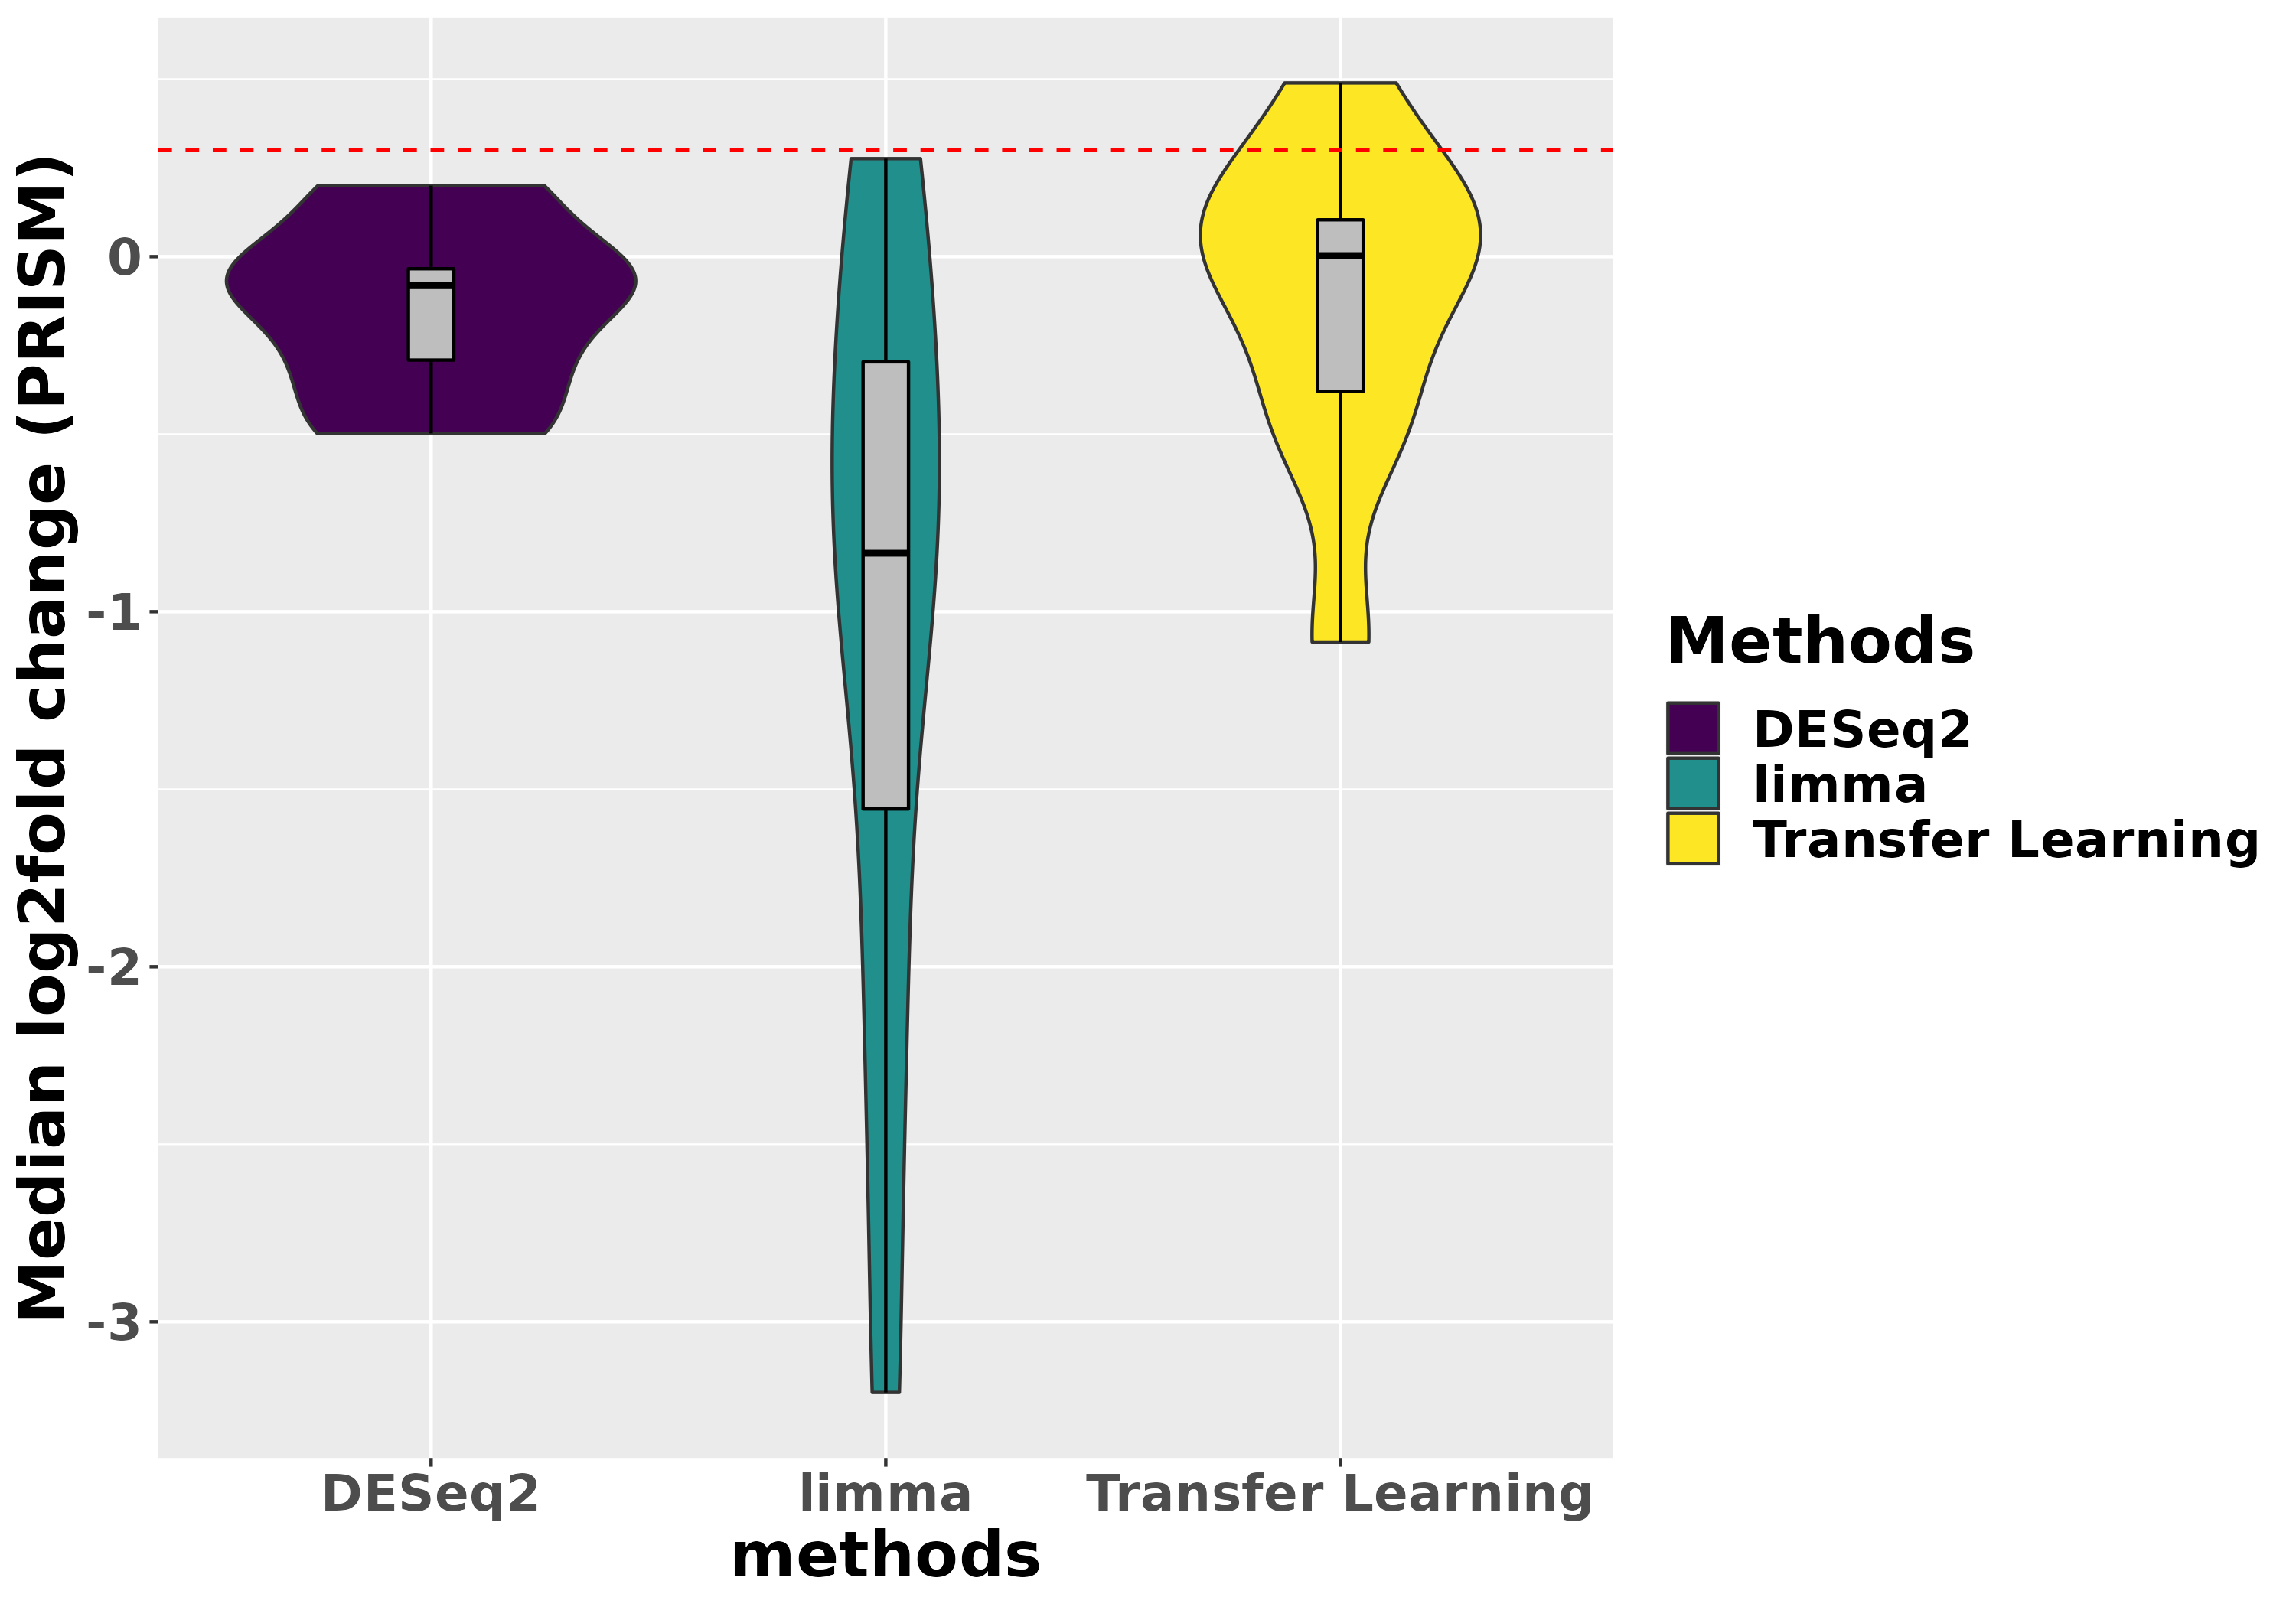 Median log2fold change (PRISM)
0
-1
-2
-3
DESeq2
limma
Transfer Learning
methods
Methods
DESeq2
limma
Transfer Learning